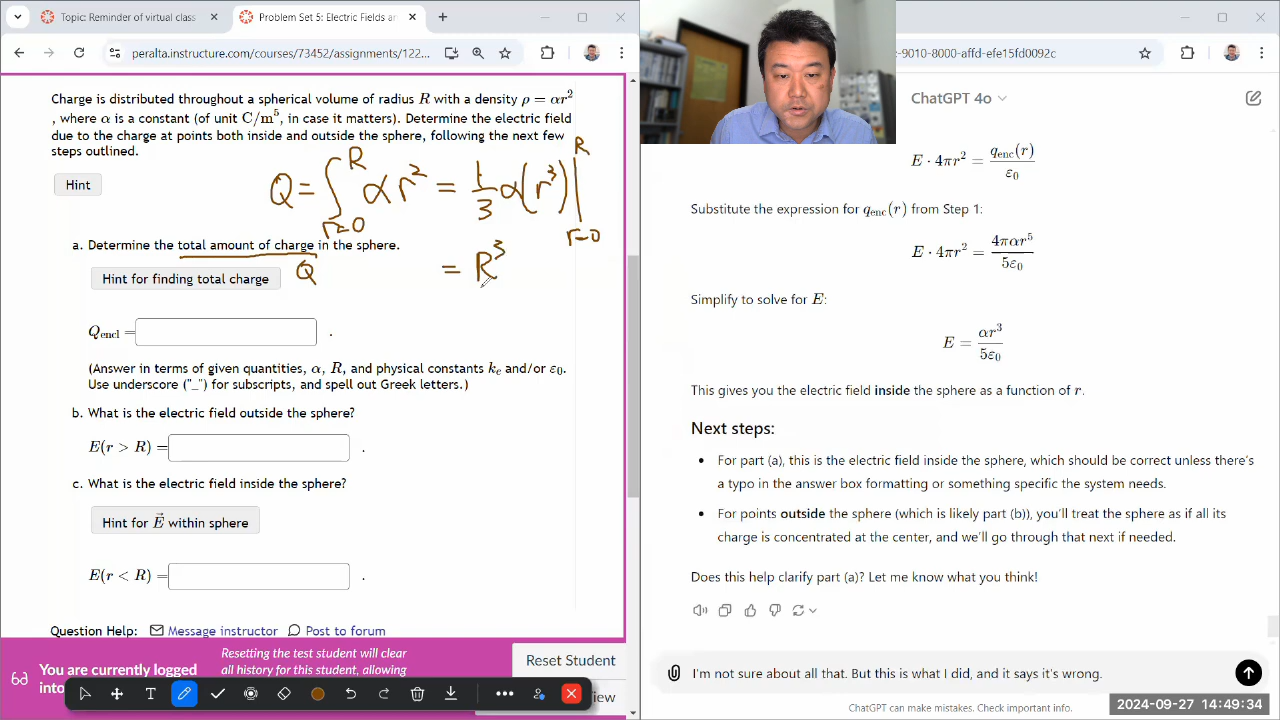 Topic finder of virtual class
Problem Set 5: Electric Fields ar
peralta.instructure.com/courses/73452/assignments/122...
-9010-8000-affd-efe15fdb092c
Charge is distributed throughout a spherical volume of radius R with a density ρ = αr²
, where α is a constant (of unit C/m⁵, in case it matters). Determine the electric field
due to the charge at points both inside and outside the sphere, following the next few
steps outlined.
Hint
Q = ∫_{r=0}^{R} αr² = 1/3 α(r³)|_{r=0}^{R}
= R³
a. Determine the total amount of charge in the sphere.
Q
Hint for finding total charge
Q_encl =
.
(Answer in terms of given quantities, α, R, and physical constants k_e and/or ε₀.
Use underscore ("_") for subscripts, and spell out Greek letters.)
b. What is the electric field outside the sphere?
E(r > R) =
.
c. What is the electric field inside the sphere?
Hint for E⃗ within sphere
E(r < R) =
.
Question Help:
Message instructor
Post to forum
You are currently logged
into
Resetting the test student will clear
all history for this student, allowing
Reset Student
ChatGPT 4o
E · 4πr² = q_enc(r)/ε₀
Substitute the expression for q_enc(r) from Step 1:
E · 4πr² = 4παr⁵/5ε₀
Simplify to solve for E:
E = αr³/5ε₀
This gives you the electric field inside the sphere as a function of r.
Next steps:
• For part (a), this is the electric field inside the sphere, which should be correct unless there's
a typo in the answer box formatting or something specific the system needs.
• For points outside the sphere (which is likely part (b)), you'll treat the sphere as if all its
charge is concentrated at the center, and we'll go through that next if needed.
Does this help clarify part (a)? Let me know what you think!
I'm not sure about all that. But this is what I did, and it says it's wrong.
ChatGPT can make mistakes. Check important info.
2024-09-27 14:49:34